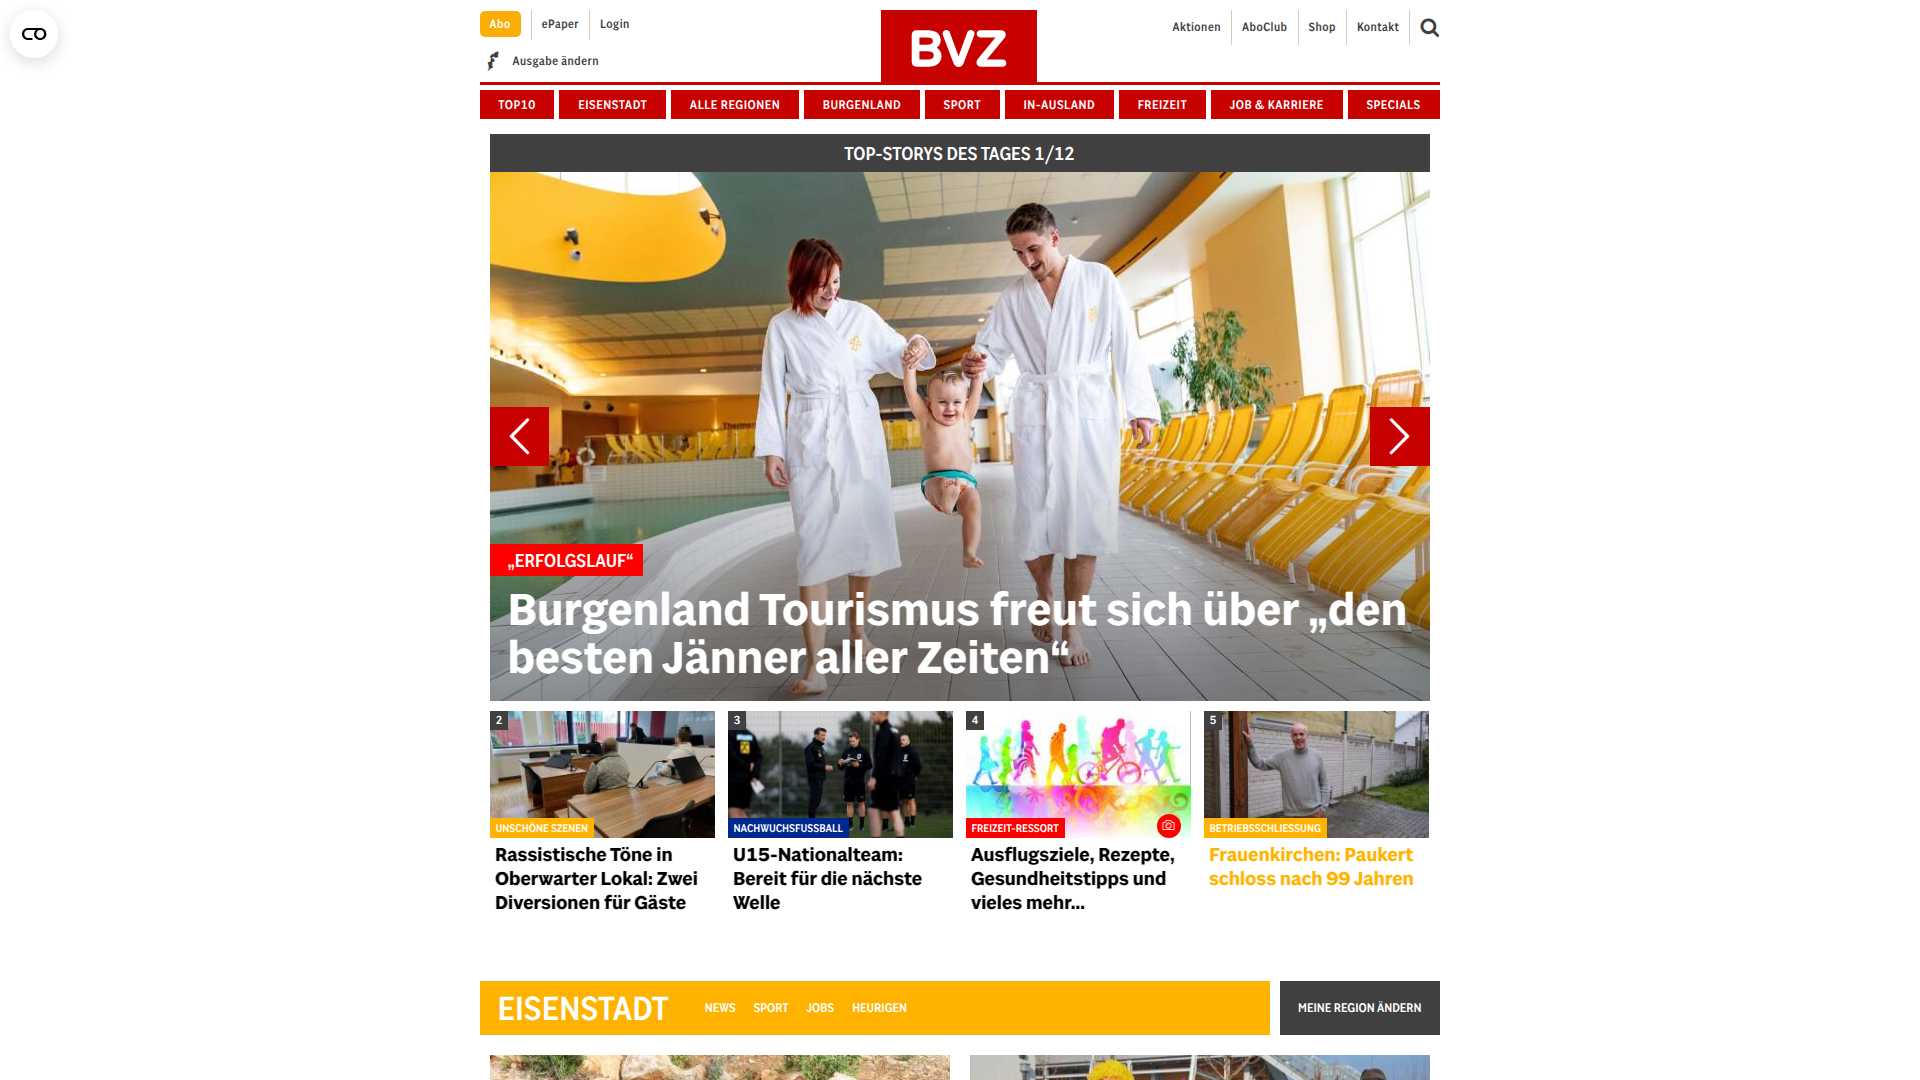 Abo
ePaper
Login
Ausgabe ändern
BVZ
Aktionen
AboClub
Shop
Kontakt
TOP10
EISENSTADT
ALLE REGIONEN
BURGENLAND
SPORT
IN-AUSLAND
FREIZEIT
JOB & KARRIERE
SPECIALS
TOP-STORYS DES TAGES 1/12
„ERFOLGSLAUF“
Burgenland Tourismus freut sich über „den
besten Jänner aller Zeiten“
2
UNSCHÖNE SZENEN
Rassistische Töne in
Oberwarter Lokal: Zwei
Diversionen für Gäste
3
NACHWUCHSFUSSBALL
U15-Nationalteam:
Bereit für die nächste
Welle
4
FREIZEIT-RESSORT
Ausflugsziele, Rezepte,
Gesundheitstipps und
vieles mehr...
5
BETRIEBSSCHLIESSUNG
Frauenkirchen: Paukert
schloss nach 99 Jahren
EISENSTADT
NEWS
SPORT
JOBS
HEURIGEN
MEINE REGION ÄNDERN